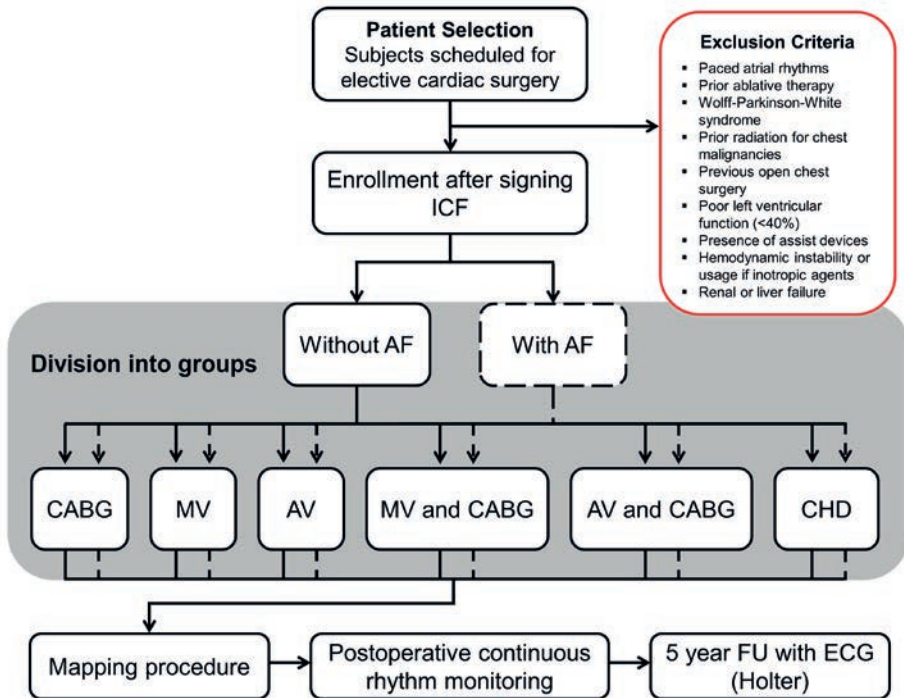 Patient Selection
Subjects scheduled for
elective cardiac surgery
Exclusion Criteria
▪ Paced atrial rhythms
▪ Prior ablative therapy
▪ Wolff-Parkinson-White
syndrome
▪ Prior radiation for chest
malignancies
▪ Previous open chest
surgery
▪ Poor left ventricular
function (<40%)
▪ Presence of assist devices
▪ Hemodynamic instability or
usage if inotropic agents
▪ Renal or liver failure
Enrollment after signing
ICF
Division into groups
Without AF
With AF
CABG
MV
AV
MV and CABG
AV and CABG
CHD
Mapping procedure
Postoperative continuous
rhythm monitoring
5 year FU with ECG
(Holter)